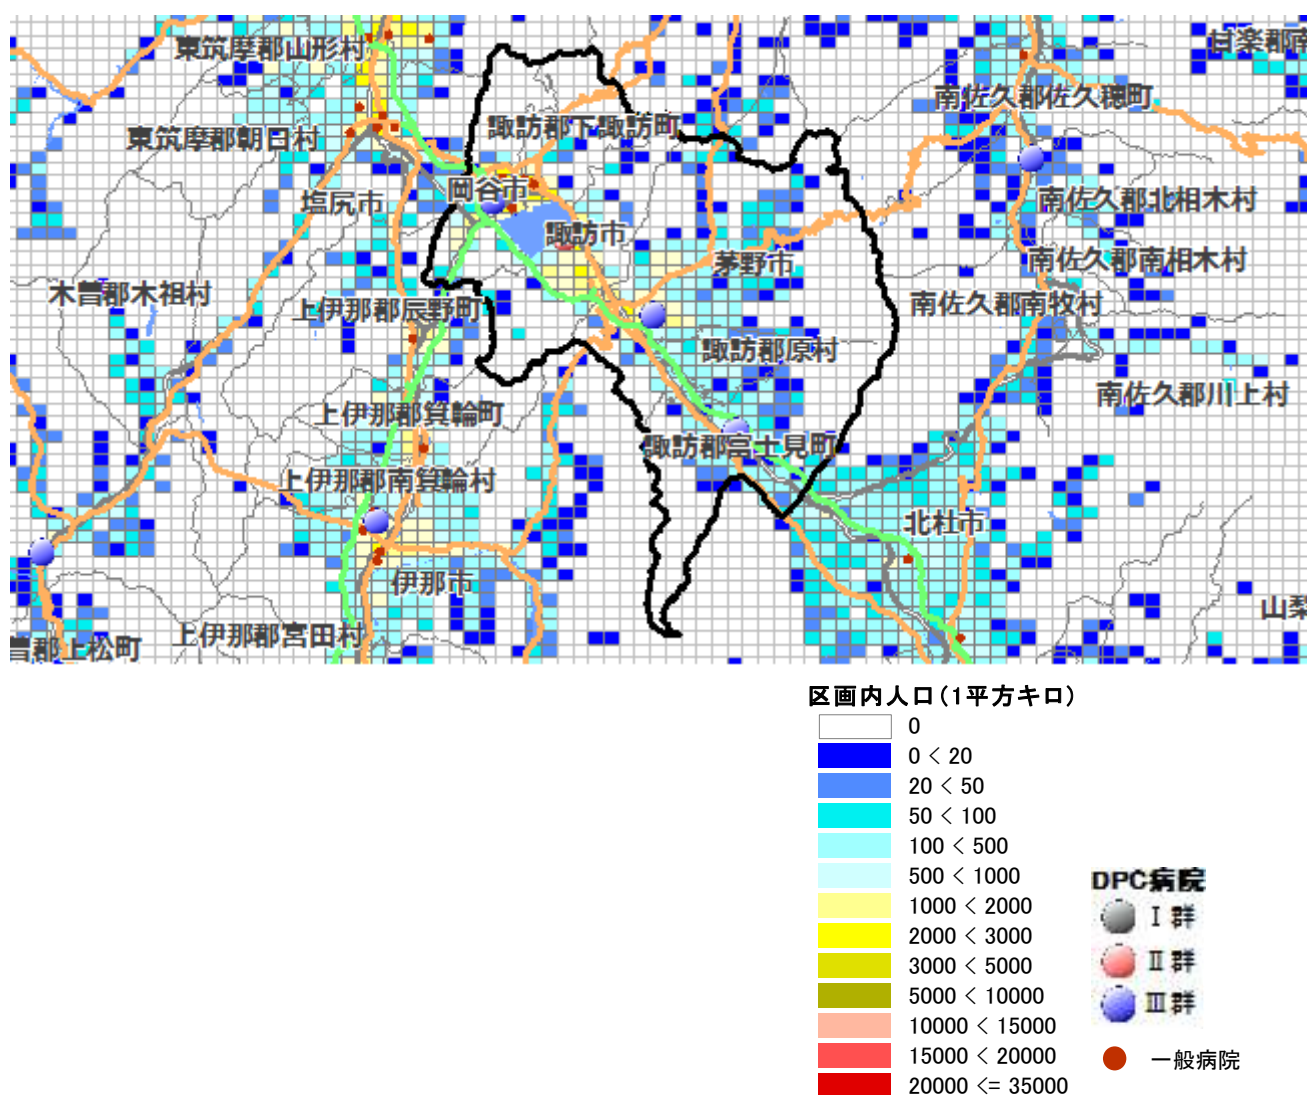 東筑摩郡山形村
甘楽郡南
南佐久郡佐久穂町
諏訪郡下諏訪町
東筑摩郡朝日村
岡谷市
塩尻市
南佐久郡北相木村
諏訪市
茅野市
南佐久郡南相木村
木曽郡木祖村
上伊那郡辰野町
南佐久郡南牧村
諏訪郡原村
南佐久郡川上村
上伊那郡箕輪町
諏訪郡富士見町
上伊那郡南箕輪村
北杜市
伊那市
山梨
上伊那郡宮田村
曽郡上松町
区画内人口(1平方キロ)
0
0 < 20
20 < 50
50 < 100
100 < 500
500 < 1000
1000 < 2000
2000 < 3000
3000 < 5000
5000 < 10000
10000 < 15000
15000 < 20000
20000 <= 35000
DPC病院
Ⅰ群
Ⅱ群
Ⅲ群
一般病院